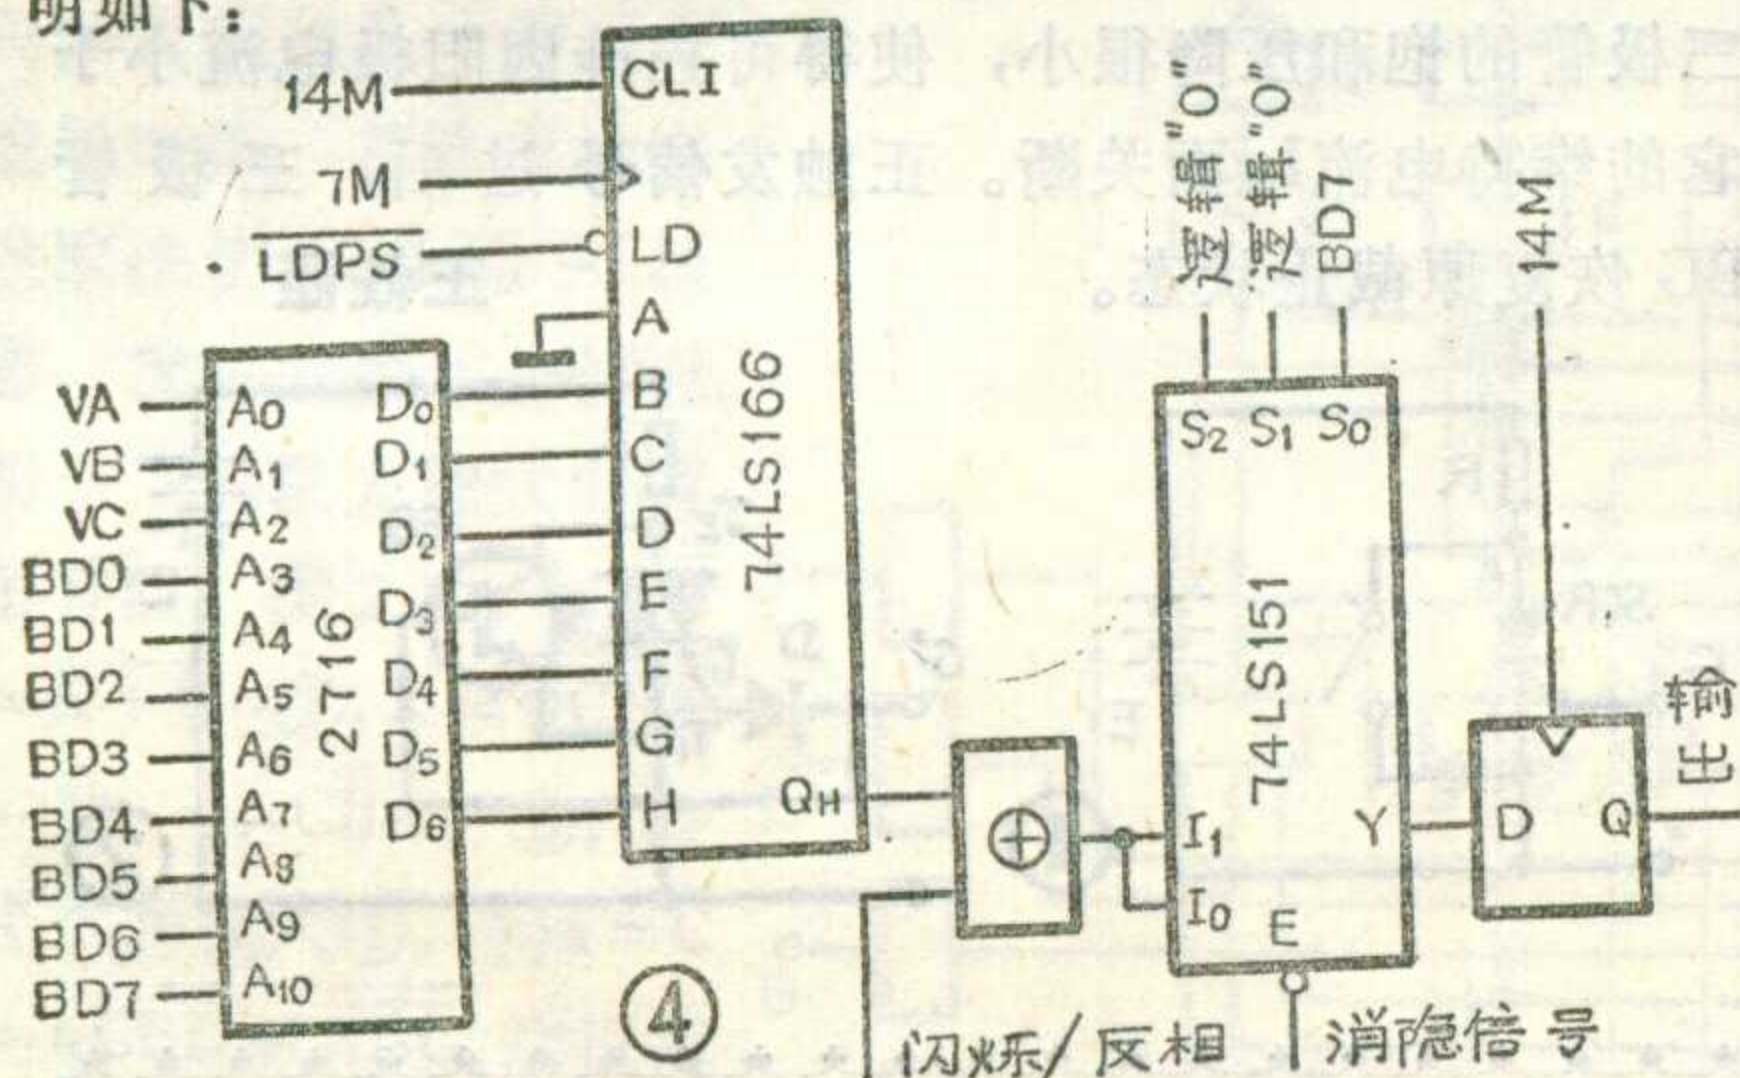 明如下：
14M
7M
LDPS
CLI
LD
A
B
C
D
E
F
G
H
QH
74LS166
VA
VB
VC
BD0
BD1
BD2
BD3
BD4
BD5
BD6
BD7
A0
A1
A2
A3
A4
A5
A6
A7
A8
A9
A10
2716
D0
D1
D2
D3
D4
D5
D6
④
⊕
闪烁/反相
逻辑"0"
逻辑"0"
BD7
S2 S1 S0
74LS151
I1
I0
E
Y
消隐信号
14M
D
Q
输出